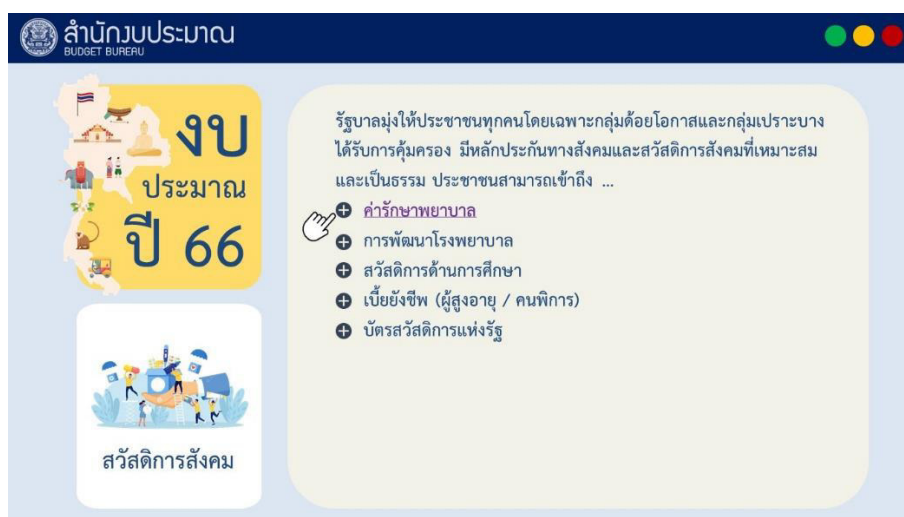 สำนักงบประมาณ
BUDGET BUREAU
งบ
ประมาณ
ปี 66
สวัสดิการสังคม
รัฐบาลมุ่งให้ประชาชนทุกคนโดยเฉพาะกลุ่มด้อยโอกาสและกลุ่มเปราะบาง
ได้รับการคุ้มครอง มีหลักประกันทางสังคมและสวัสดิการสังคมที่เหมาะสม
และเป็นธรรม ประชาชนสามารถเข้าถึง ...
ค่ารักษาพยาบาล
การพัฒนาโรงพยาบาล
สวัสดิการด้านการศึกษา
เบี้ยยังชีพ (ผู้สูงอายุ / คนพิการ)
บัตรสวัสดิการแห่งรัฐ